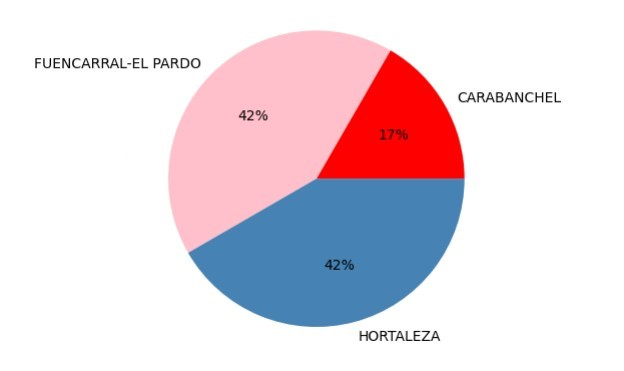 FUENCARRAL-EL PARDO
CARABANCHEL
42%
17%
42%
HORTALEZA